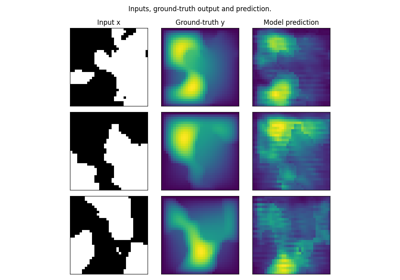 Inputs, ground-truth output and prediction.
Input x
Ground-truth y
Model prediction